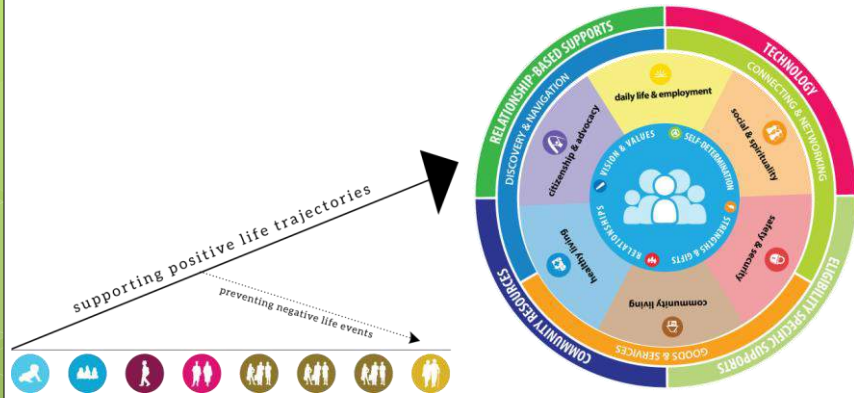 supporting positive life trajectories
preventing negative life events
RELATIONSHIP-BASED SUPPORTS
TECHNOLOGY
ELIGIBILITY SPECIFIC SUPPORTS
COMMUNITY RESOURCES
DISCOVERY & NAVIGATION
CONNECTING & NETWORKING
GOODS & SERVICES
daily life & employment
social & spirituality
safety & security
community living
healthy living
citizenship & advocacy
VISION & VALUES
SELF-DETERMINATION
STRENGTHS & GIFTS
RELATIONSHIPS